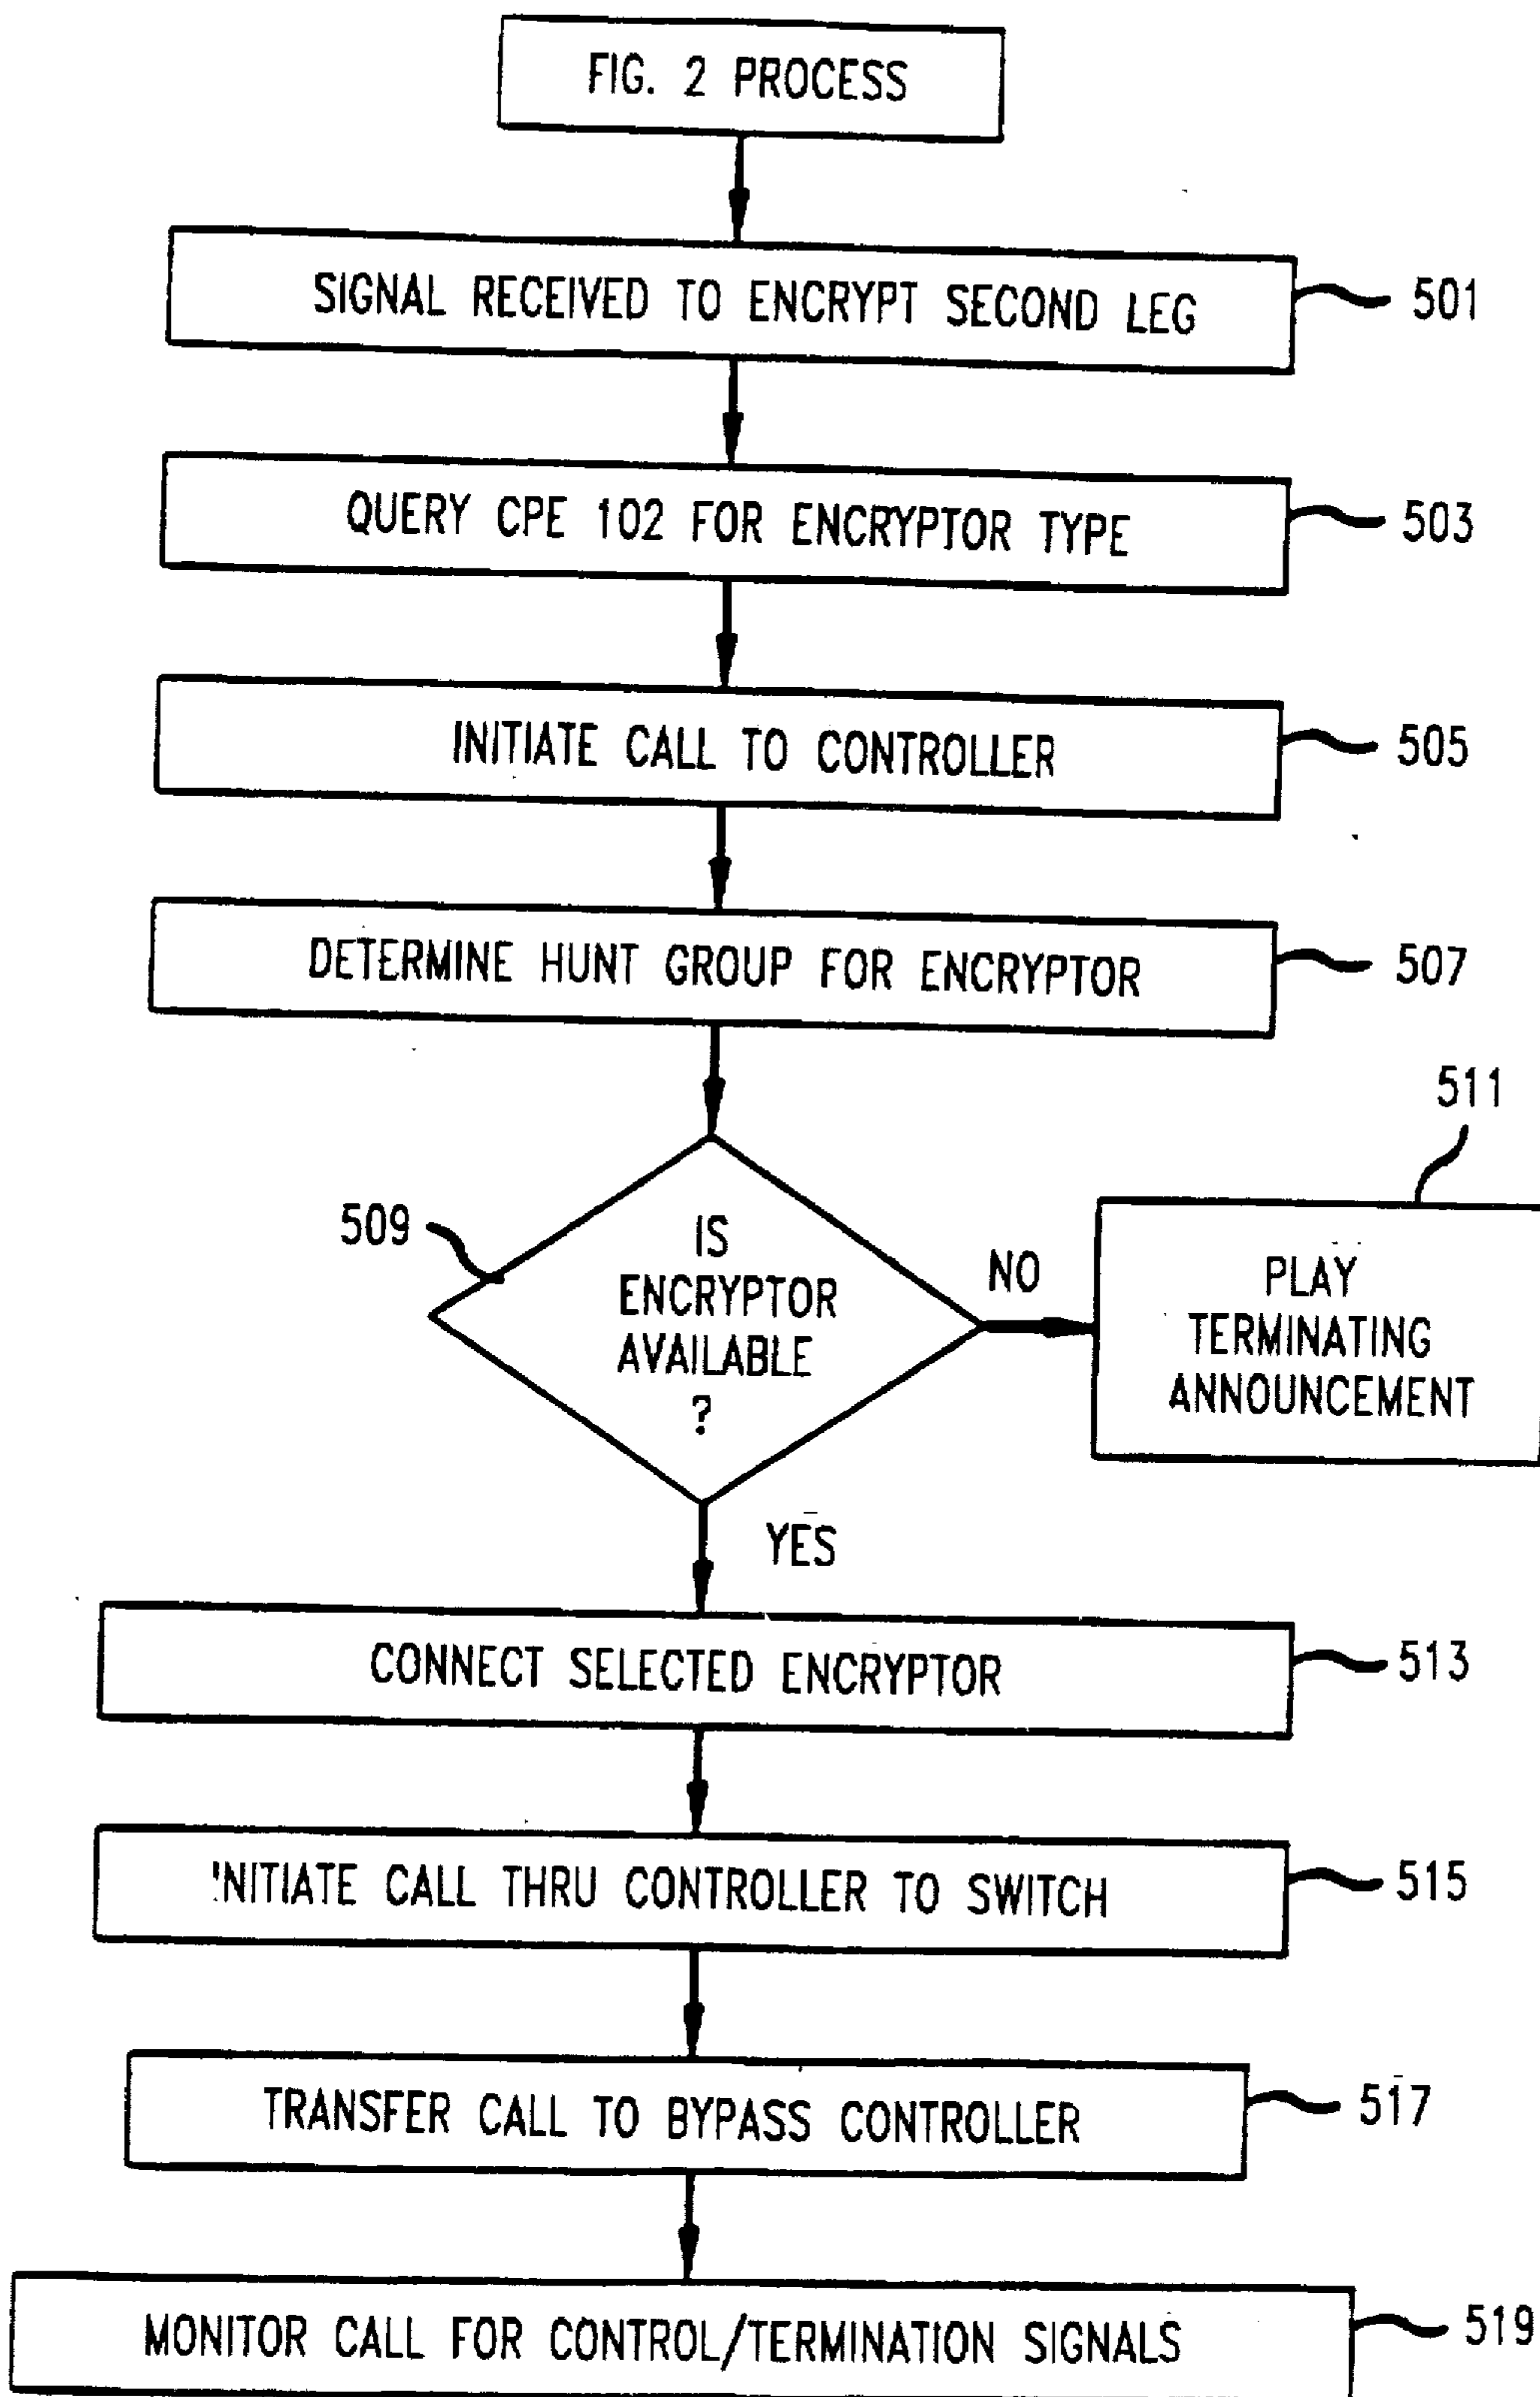 FIG. 2 PROCESS
SIGNAL RECEIVED TO ENCRYPT SECOND LEG
501
QUERY CPE 102 FOR ENCRYPTOR TYPE
503
INITIATE CALL TO CONTROLLER
505
DETERMINE HUNT GROUP FOR ENCRYPTOR
507
511
509
IS
ENCRYPTOR
AVAILABLE
?
NO
PLAY
TERMINATING
ANNOUNCEMENT
YES
CONNECT SELECTED ENCRYPTOR
513
INITIATE CALL THRU CONTROLLER TO SWITCH
515
TRANSFER CALL TO BYPASS CONTROLLER
517
MONITOR CALL FOR CONTROL/TERMINATION SIGNALS
519